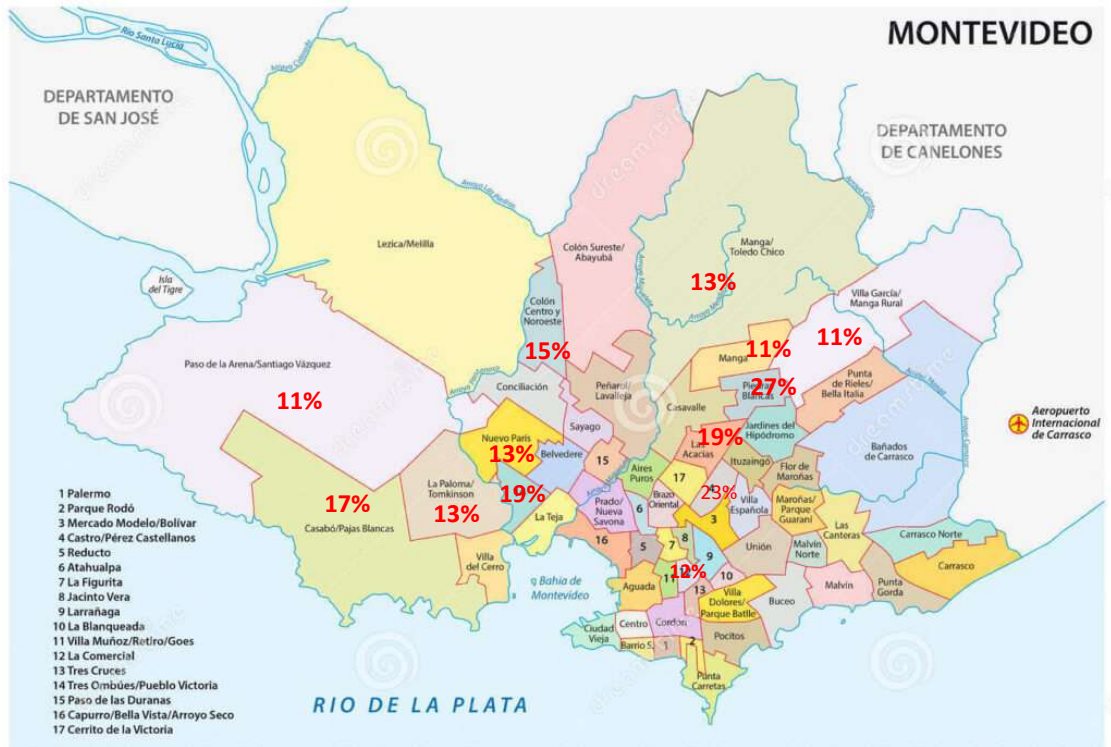 MONTEVIDEO
Rio Santa Lucía
DEPARTAMENTO
DE SAN JOSÉ
DEPARTAMENTO
DE CANELONES
Lezica/Melilla
Colón Sureste/
Abayubá
Manga/
Toledo Chico
13%
Isla
del Tigre
Colón
Centro y
Noroeste
15%
Villa García/
Manga Rural
11%
Manga
11%
Paso de la Arena/Santiago Vázquez
11%
Conciliación
Peñarol/
Lavalleja
Casavalle
27%
Punta
de Rieles/
Bella Italia
Aeropuerto
Internacional
de Carrasco
Nuevo París
13%
Sayago
Belvedere
15
Las
Acacias
19%
Jardines del
Hipódromo
Bañados
de Carrasco
Aires
Puros
17
Ituzaingó
Flor de
Maroñas
17%
Casabó/Pajas Blancas
La Paloma/
Tomkinson
13%
19%
La Teja
Prado/
Nueva
Savona
6
Brazo
Oriental
23%
3
Villa
Española
Maroñas/
Parque
Guaraní
Las
Canteras
Carrasco Norte
Carrasco
16
5
7
8
9
Unión
Malvín
Norte
Villa
del Cerro
Bahia de
Montevideo
Aguada
11
12%
10
13
Villa
Dolores/
Parque Batlle
Buceo
Malvín
Punta
Gorda
Ciudad
Vieja
Centro
Cordón
Barrio S.
1
2
Pocitos
Punta
Carretas
1 Palermo
2 Parque Rodó
3 Mercado Modelo/Bolívar
4 Castro/Pérez Castellanos
5 Reducto
6 Atahualpa
7 La Figurita
8 Jacinto Vera
9 Larrañaga
10 La Blanqueada
11 Villa Muñoz/Retiro/Goes
12 La Comercial
13 Tres Cruces
14 Tres Ombúes/Pueblo Victoria
15 Paso de las Duranas
16 Capurro/Bella Vista/Arroyo Seco
17 Cerrito de la Victoria
RIO DE LA PLATA